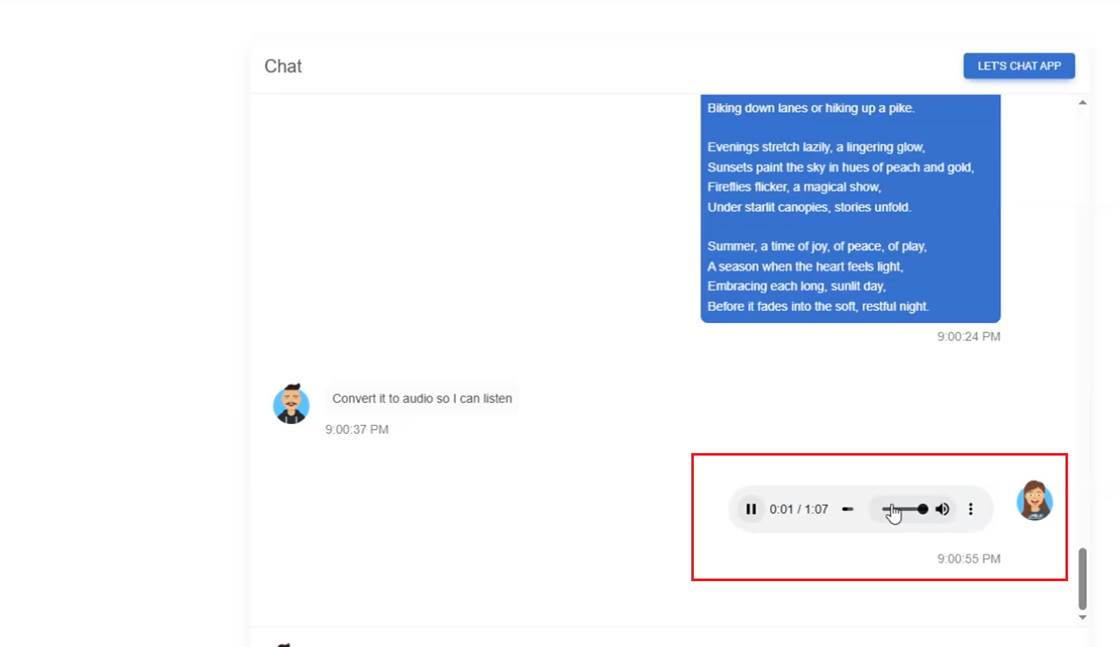 Chat
LET'S CHAT APP
Biking down lanes or hiking up a pike.
Evenings stretch lazily, a lingering glow,
Sunsets paint the sky in hues of peach and gold,
Fireflies flicker, a magical show,
Under starlit canopies, stories unfold.
Summer, a time of joy, of peace, of play,
A season when the heart feels light,
Embracing each long, sunlit day,
Before it fades into the soft, restful night.
9:00:24 PM
Convert it to audio so I can listen
9:00:37 PM
0:01 / 1:07
9:00:55 PM